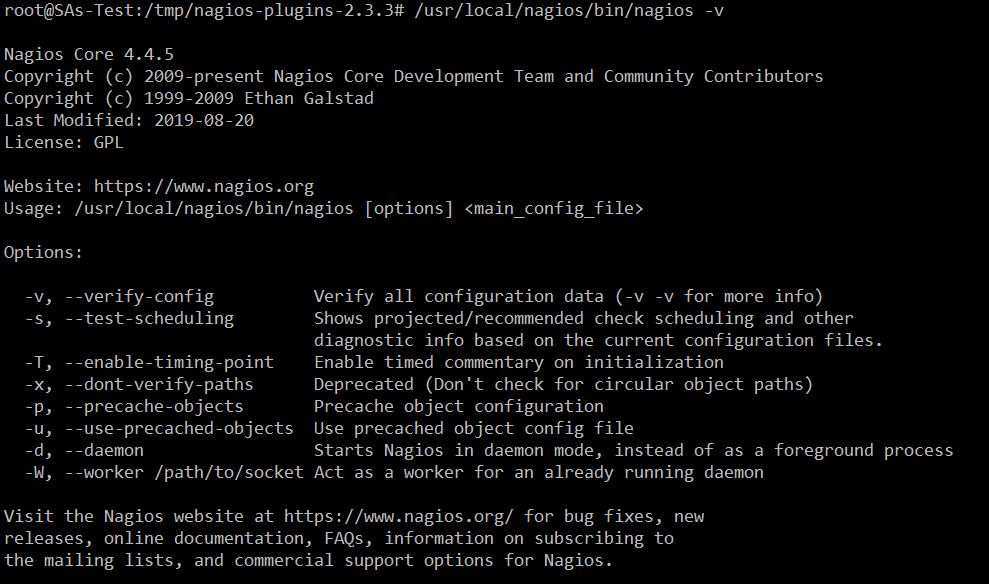 root@SAs-Test:/tmp/nagios-plugins-2.3.3# /usr/local/nagios/bin/nagios -v
Nagios Core 4.4.5
Copyright (c) 2009-present Nagios Core Development Team and Community Contributors
Copyright (c) 1999-2009 Ethan Galstad
Last Modified: 2019-08-20
License: GPL
Website: https://www.nagios.org
Usage: /usr/local/nagios/bin/nagios [options] <main_config_file>
Options:
-v, --verify-config Verify all configuration data (-v -v for more info)
-s, --test-scheduling Shows projected/recommended check scheduling and other
diagnostic info based on the current configuration files.
-T, --enable-timing-point Enable timed commentary on initialization
-x, --dont-verify-paths Deprecated (Don't check for circular object paths)
-p, --precache-objects Precache object configuration
-u, --use-precached-objects Use precached object config file
-d, --daemon Starts Nagios in daemon mode, instead of as a foreground process
-W, --worker /path/to/socket Act as a worker for an already running daemon
Visit the Nagios website at https://www.nagios.org/ for bug fixes, new
releases, online documentation, FAQs, information on subscribing to
the mailing lists, and commercial support options for Nagios.